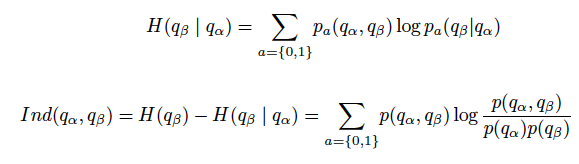 H(q_β | q_α) = ∑_{a={0,1}} p_a(q_α, q_β) log p_a(q_β|q_α)
Ind(q_α, q_β) = H(q_β) − H(q_β | q_α) = ∑_{a={0,1}} p(q_α, q_β) log \frac{p(q_α, q_β)}{p(q_α)p(q_β)}